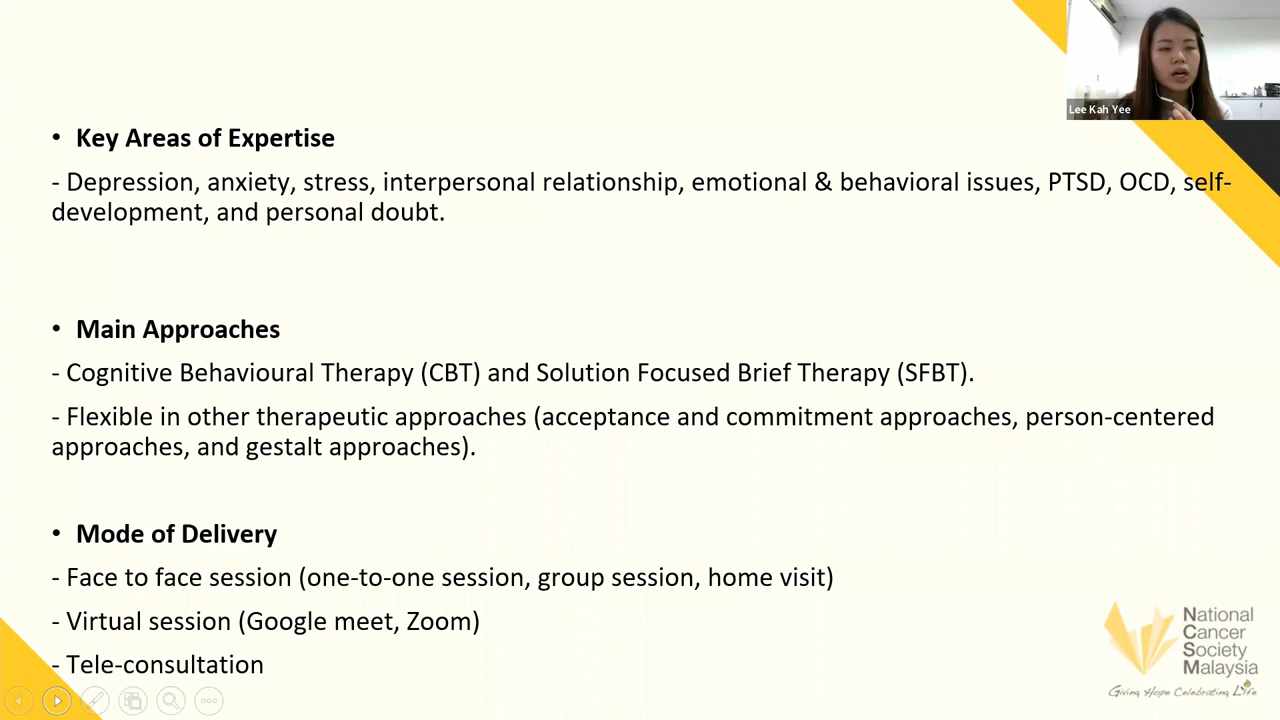 Lee Kah Yee
• Key Areas of Expertise
- Depression, anxiety, stress, interpersonal relationship, emotional & behavioral issues, PTSD, OCD, self-
development, and personal doubt.
• Main Approaches
- Cognitive Behavioural Therapy (CBT) and Solution Focused Brief Therapy (SFBT).
- Flexible in other therapeutic approaches (acceptance and commitment approaches, person-centered
approaches, and gestalt approaches).
• Mode of Delivery
- Face to face session (one-to-one session, group session, home visit)
- Virtual session (Google meet, Zoom)
- Tele-consultation
National
Cancer
Society
Malaysia
Giving Hope Celebrating Life